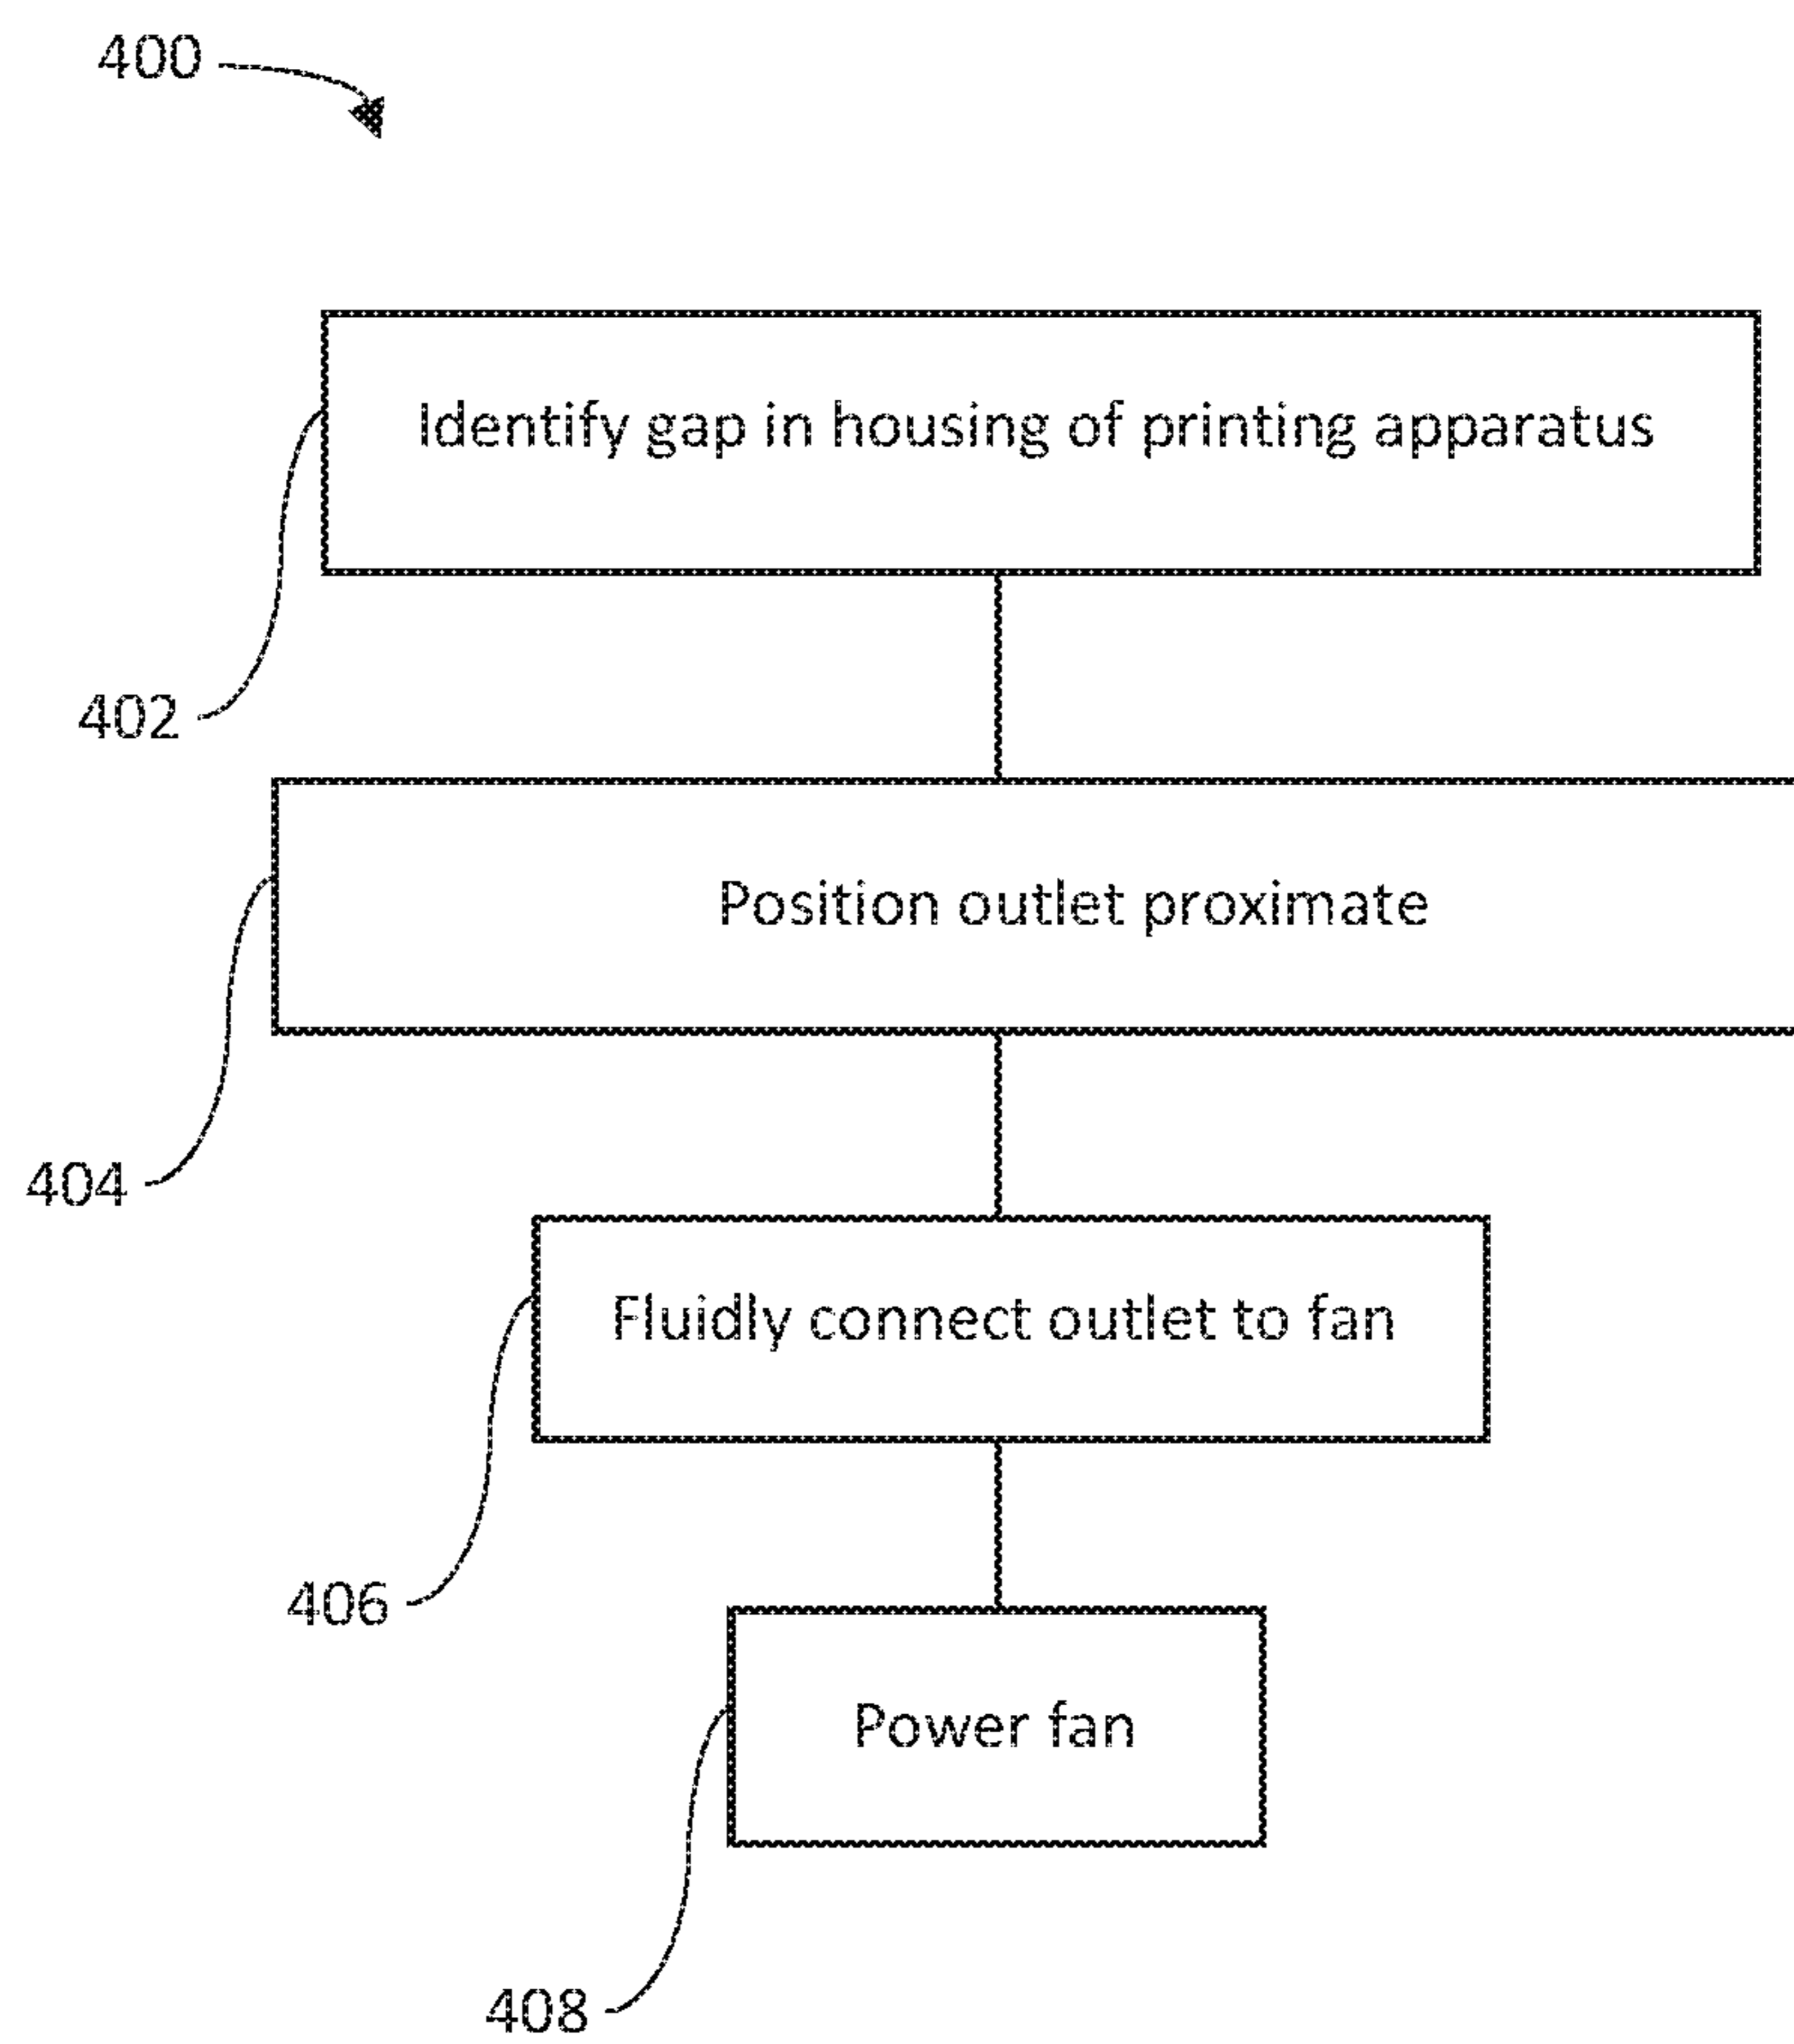 400
Identify gap in housing of printing apparatus
402
Position outlet proximate
404
Fluidly connect outlet to fan
406
Power fan
408